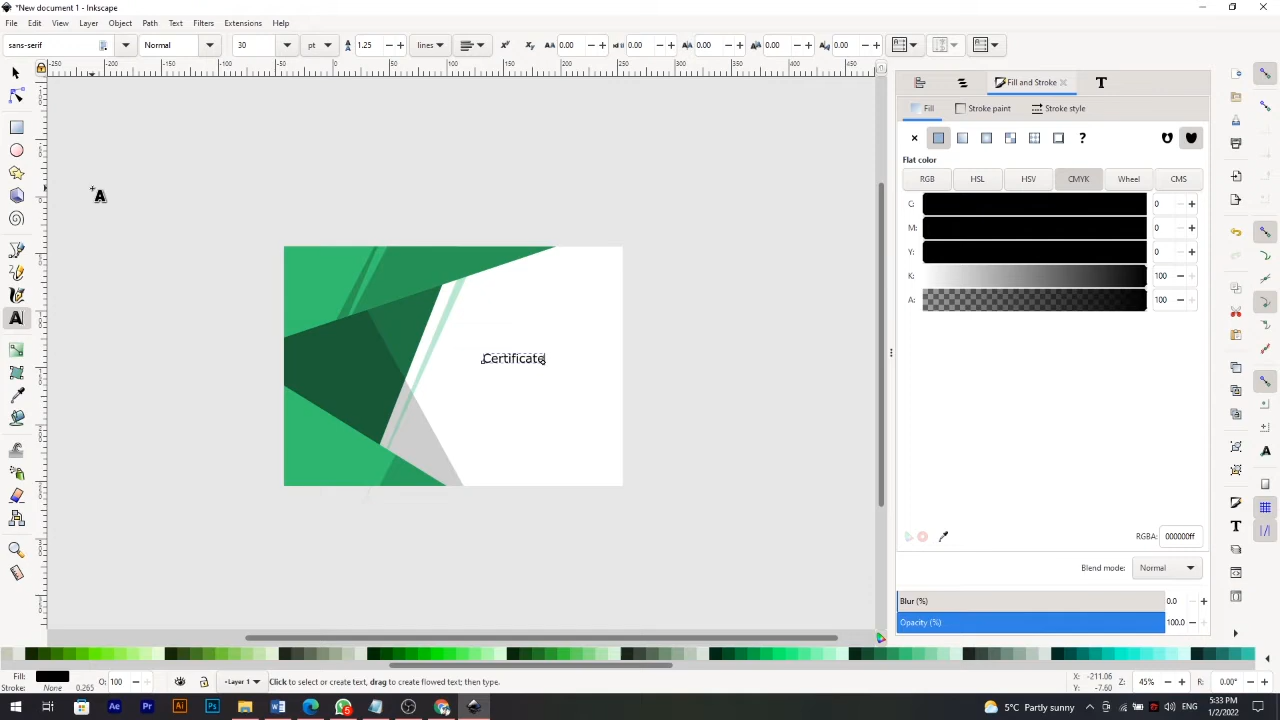 *New document 1 - Inkscape
File Edit View Layer Object Path Text Filters Extensions Help
sans-serif Normal pt 1.25 lines 0.00 0.00 0.00 0.00 0.00
Fill and Stroke
Fill Stroke paint Stroke style
Flat color
RGB HSL HSV CMYK Wheel CMS
C: 0
M: 0
Y: 0
K: 100
A: 100
Certificate
RGBA: 000000ff
Blend mode: Normal
Blur (%) 0.0
Opacity (%) 100.0
Fill: O: 100 Layer 1 Click to select or create text, drag to create flowed text; then type. X: -211.06 Z: 45% R: 0.00°
Stroke: None 0.265 Y: -7.60
5°C Partly sunny ENG 5:33 PM
1/2/2022